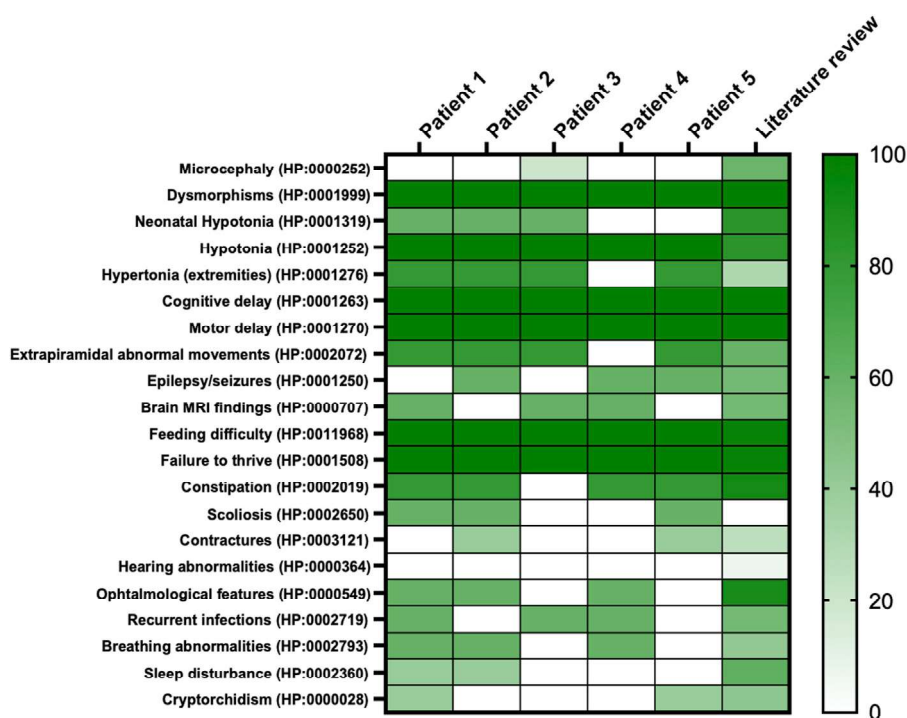 Patient 1
Patient 2
Patient 3
Patient 4
Patient 5
Literature review
Microcephaly (HP:0000252)
Dysmorphisms (HP:0001999)
Neonatal Hypotonia (HP:0001319)
Hypotonia (HP:0001252)
Hypertonia (extremities) (HP:0001276)
Cognitive delay (HP:0001263)
Motor delay (HP:0001270)
Extrapiramidal abnormal movements (HP:0002072)
Epilepsy/seizures (HP:0001250)
Brain MRI findings (HP:0000707)
Feeding difficulty (HP:0011968)
Failure to thrive (HP:0001508)
Constipation (HP:0002019)
Scoliosis (HP:0002650)
Contractures (HP:0003121)
Hearing abnormalities (HP:0000364)
Ophtalmological features (HP:0000549)
Recurrent infections (HP:0002719)
Breathing abnormalities (HP:0002793)
Sleep disturbance (HP:0002360)
Cryptorchidism (HP:0000028)
100
80
60
40
20
0